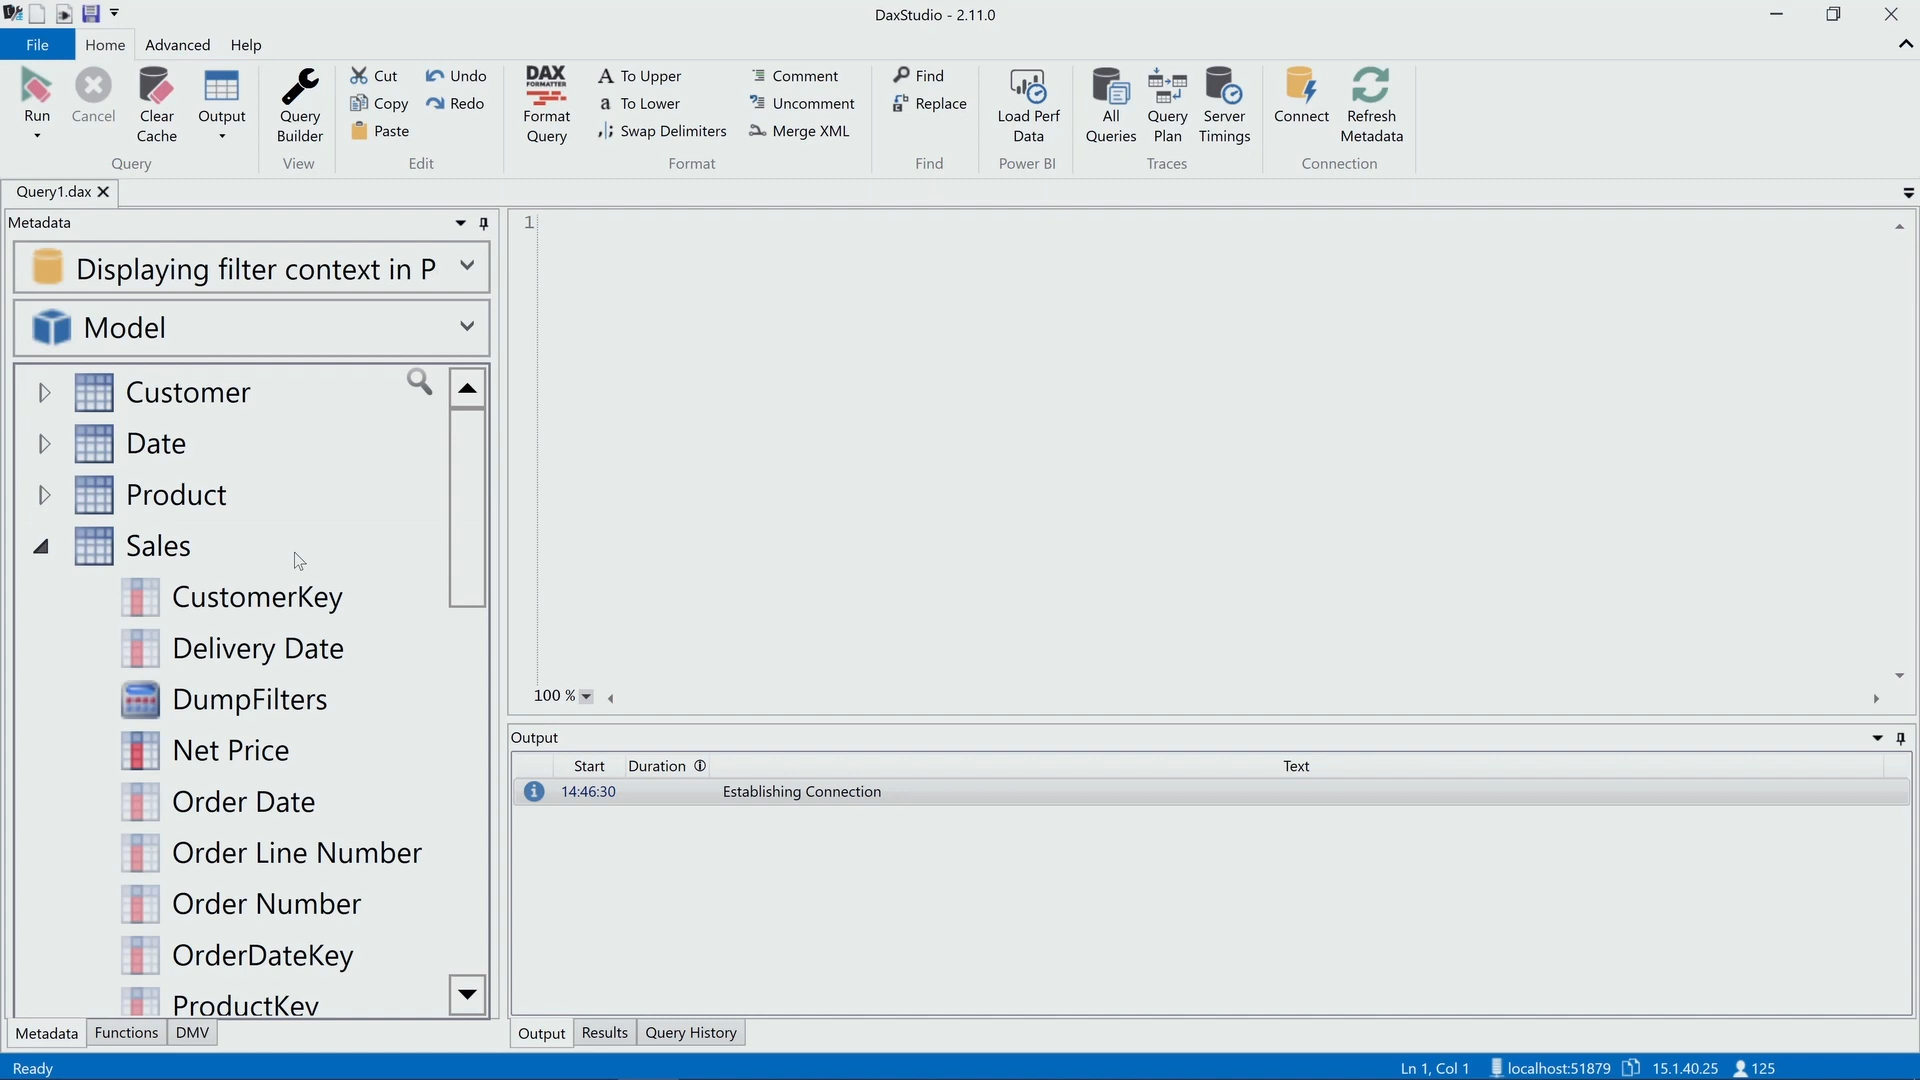 DaxStudio - 2.11.0
File Home Advanced Help
Run
Cancel
Clear Cache
Output
Query
Query Builder
View
Cut
Copy
Paste
Undo
Redo
Edit
DAX FORMATTER
Format Query
To Upper
To Lower
Swap Delimiters
Comment
Uncomment
Merge XML
Format
Find
Replace
Find
Load Perf Data
Power BI
All Queries
Query Plan
Server Timings
Traces
Connect
Refresh Metadata
Connection
Query1.dax
Metadata
Displaying filter context in P
Model
Customer
Date
Product
Sales
CustomerKey
Delivery Date
DumpFilters
Net Price
Order Date
Order Line Number
Order Number
OrderDateKey
ProductKey
Metadata Functions DMV
1
100 %
Output
Start Duration Text
14:46:30 Establishing Connection
Output Results Query History
Ready Ln 1, Col 1 localhost:51879 15.1.40.25 125